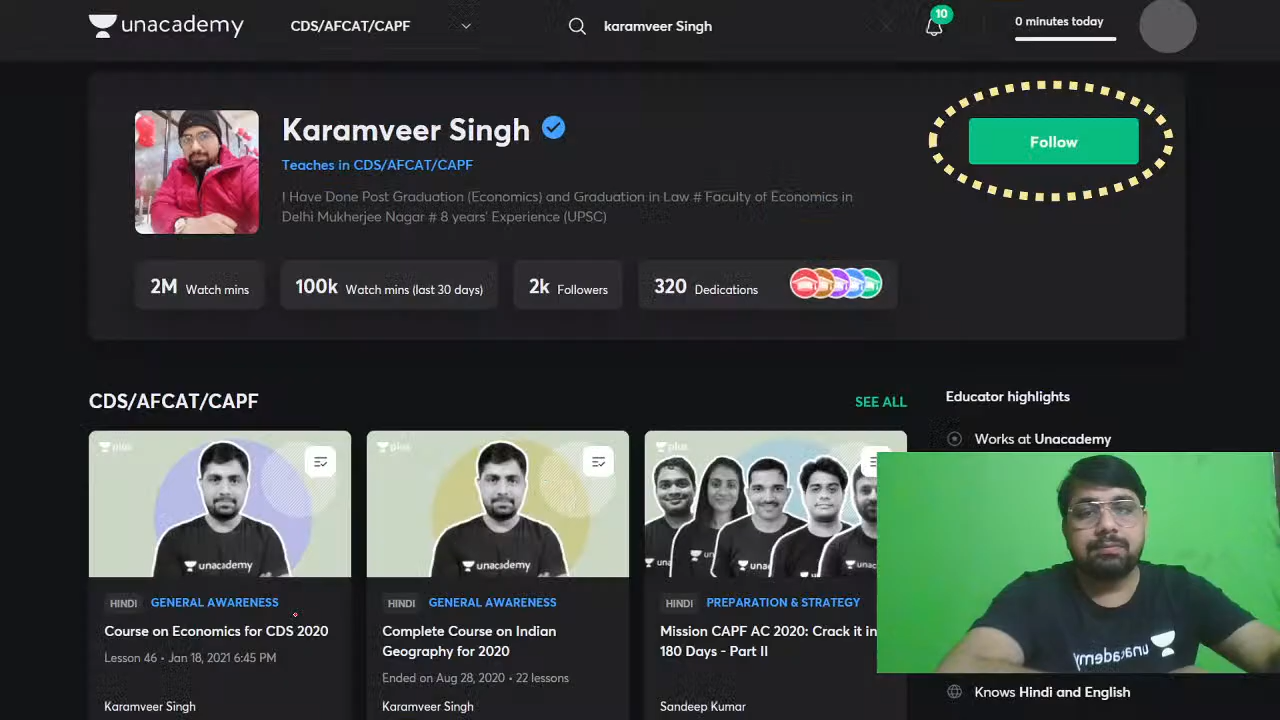 unacademy
CDS/AFCAT/CAPF
karamveer Singh
10
0 minutes today
Karamveer Singh
Follow
Teaches in CDS/AFCAT/CAPF
I Have Done Post Graduation (Economics) and Graduation in Law # Faculty of Economics in
Delhi Mukherjee Nagar # 8 years' Experience (UPSC)
2M Watch mins
100k Watch mins (last 30 days)
2k Followers
320 Dedications
CDS/AFCAT/CAPF
SEE ALL
plus
unacademy
HINDI GENERAL AWARENESS
Course on Economics for CDS 2020
Lesson 46 • Jan 18, 2021 6:45 PM
Karamveer Singh
plus
unacademy
HINDI GENERAL AWARENESS
Complete Course on Indian
Geography for 2020
Ended on Aug 28, 2020 • 22 lessons
Karamveer Singh
plus
HINDI PREPARATION & STRATEGY
Mission CAPF AC 2020: Crack it in
180 Days - Part II
Sandeep Kumar
Educator highlights
Works at Unacademy
unacademy
Knows Hindi and English